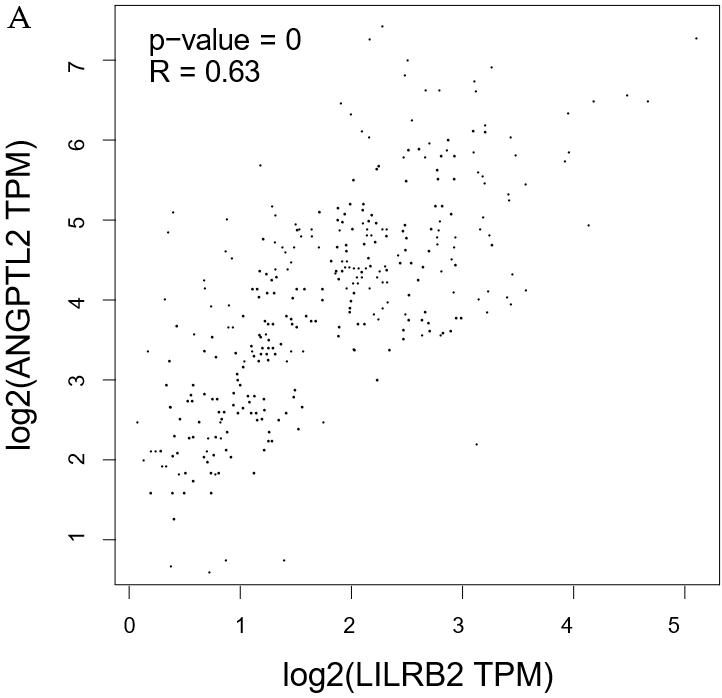 A
p−value = 0
R = 0.63
log2(ANGPTL2 TPM)
7
6
5
4
3
2
1
0 1 2 3 4 5
log2(LILRB2 TPM)